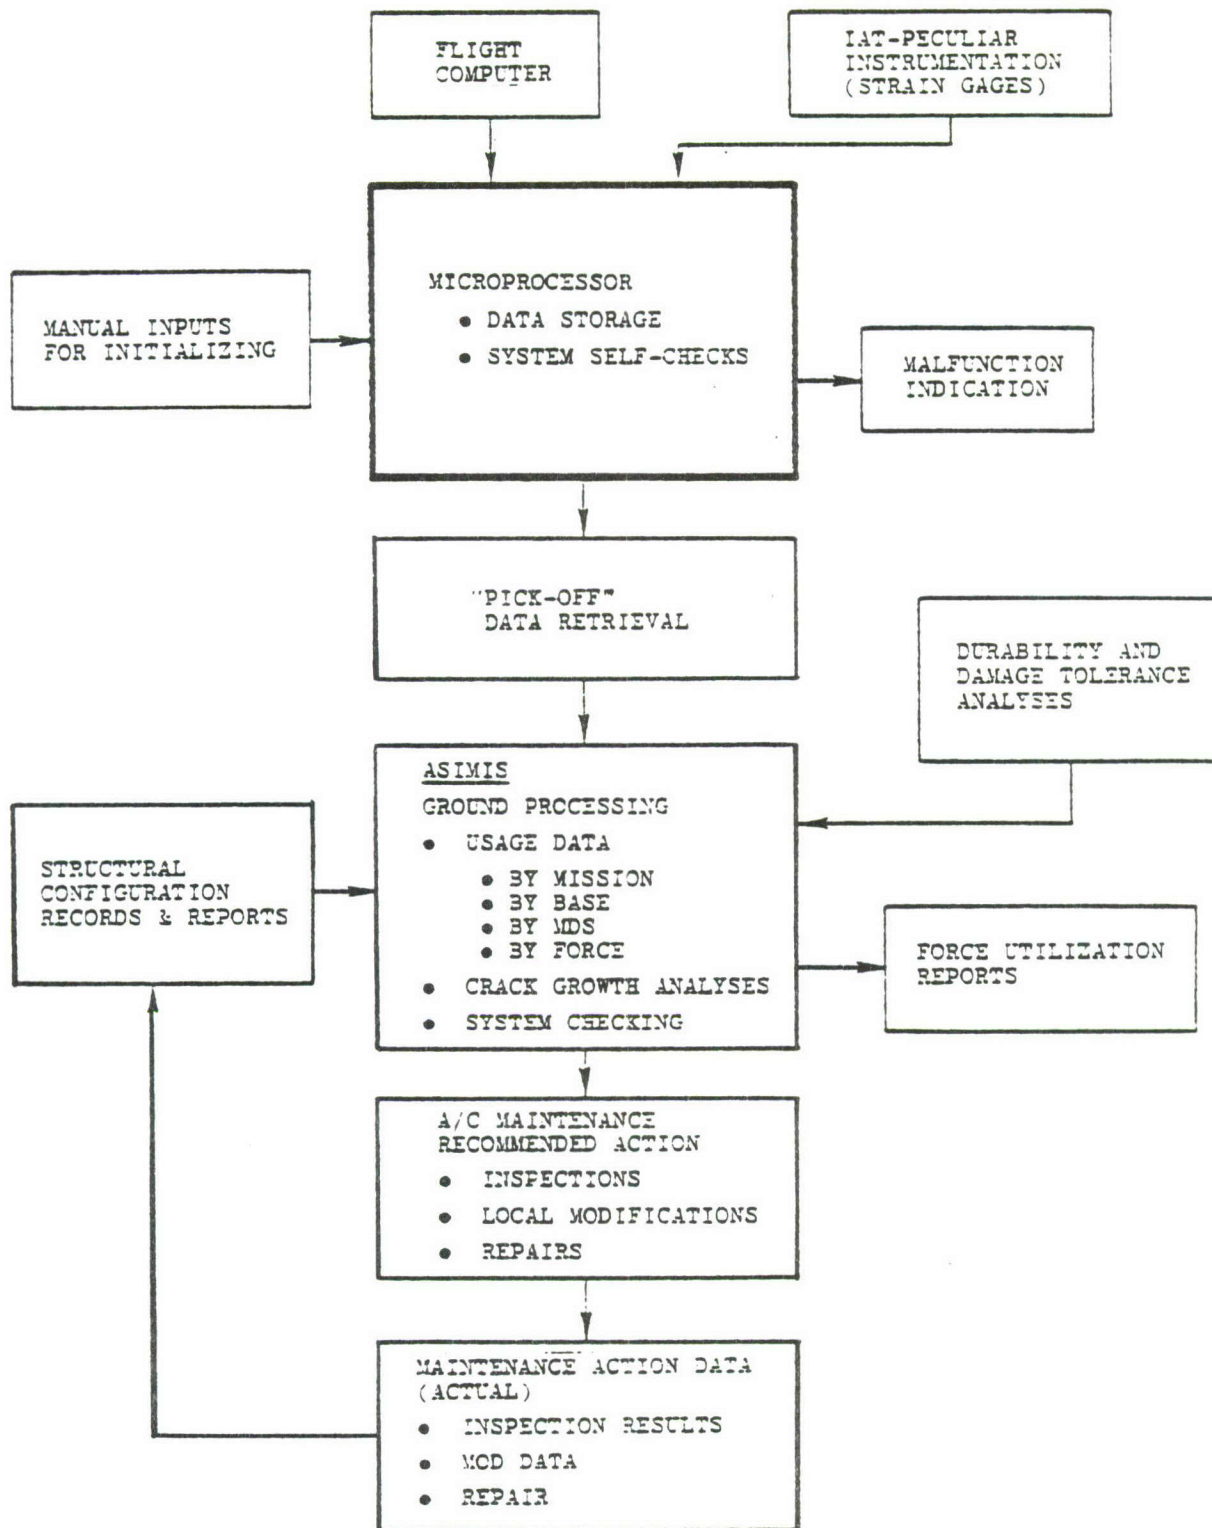 FLIGHT
COMPUTER
IAT-PECULIAR
INSTRUMENTATION
(STRAIN GAGES)
MICROPROCESSOR
• DATA STORAGE
• SYSTEM SELF-CHECKS
MANUAL INPUTS
FOR INITIALIZING
MALFUNCTION
INDICATION
"PICK-OFF"
DATA RETRIEVAL
DURABILITY AND
DAMAGE TOLERANCE
ANALYSES
ASIMIS
GROUND PROCESSING
• USAGE DATA
• BY MISSION
• BY BASE
• BY MDS
• BY FORCE
• CRACK GROWTH ANALYSES
• SYSTEM CHECKING
STRUCTURAL
CONFIGURATION
RECORDS & REPORTS
FORCE UTILIZATION
REPORTS
A/C MAINTENANCE
RECOMMENDED ACTION
• INSPECTIONS
• LOCAL MODIFICATIONS
• REPAIRS
MAINTENANCE ACTION DATA
(ACTUAL)
• INSPECTION RESULTS
• MOD DATA
• REPAIR